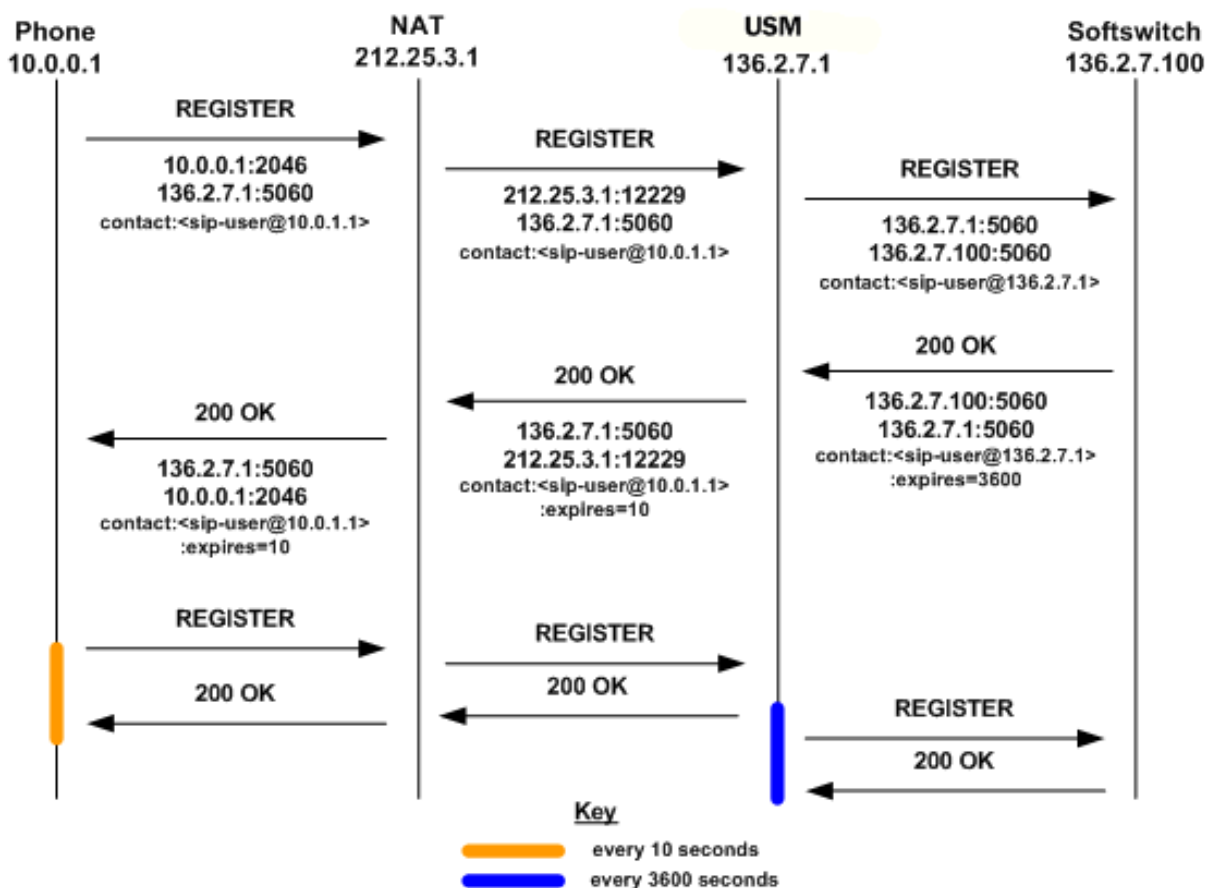 Phone
10.0.0.1
NAT
212.25.3.1
USM
136.2.7.1
Softswitch
136.2.7.100
REGISTER
10.0.0.1:2046
136.2.7.1:5060
contact:<sip-user@10.0.1.1>
REGISTER
212.25.3.1:12229
136.2.7.1:5060
contact:<sip-user@10.0.1.1>
REGISTER
136.2.7.1:5060
136.2.7.100:5060
contact:<sip-user@136.2.7.1>
200 OK
136.2.7.100:5060
136.2.7.1:5060
contact:<sip-user@136.2.7.1>
:expires=3600
200 OK
136.2.7.1:5060
212.25.3.1:12229
contact:<sip-user@10.0.1.1>
:expires=10
200 OK
136.2.7.1:5060
10.0.0.1:2046
contact:<sip-user@10.0.1.1>
:expires=10
REGISTER
REGISTER
200 OK
200 OK
REGISTER
200 OK
Key
every 10 seconds
every 3600 seconds